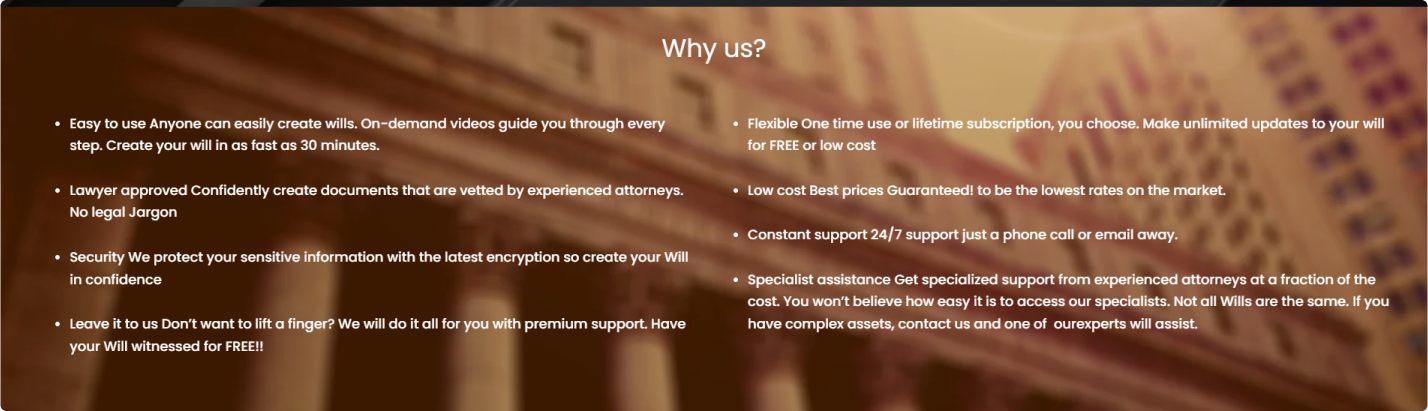 Why us?
• Easy to use Anyone can easily create wills. On-demand videos guide you through every
step. Create your will in as fast as 30 minutes.
• Lawyer approved Confidently create documents that are vetted by experienced attorneys.
No legal Jargon
• Security We protect your sensitive information with the latest encryption so create your Will
in confidence
• Leave it to us Don’t want to lift a finger? We will do it all for you with premium support. Have
your Will witnessed for FREE!!
• Flexible One time use or lifetime subscription, you choose. Make unlimited updates to your will
for FREE or low cost
• Low cost Best prices Guaranteed! to be the lowest rates on the market.
• Constant support 24/7 support just a phone call or email away.
• Specialist assistance Get specialized support from experienced attorneys at a fraction of the
cost. You won’t believe how easy it is to access our specialists. Not all Wills are the same. If you
have complex assets, contact us and one of  ourexperts will assist.